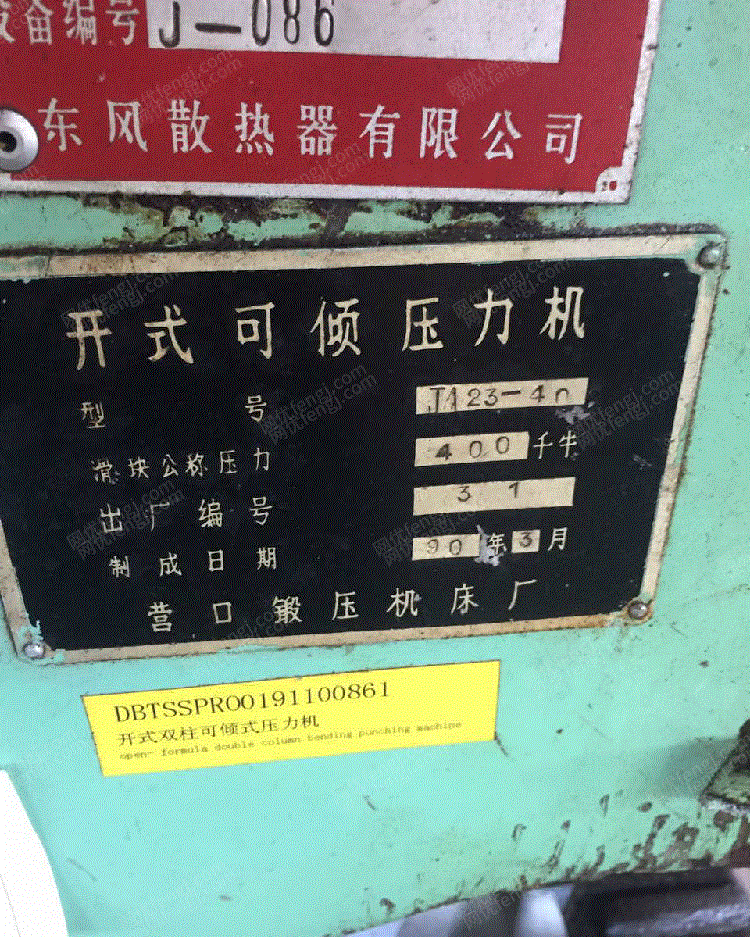 设备编号 J-086
东风散热器有限公司
开式可倾压力机
型号 JA23-40
滑块公称压力 400 千牛
出厂编号 31
制成日期 90 年 3 月
营口锻压机床厂
DBTSSPRO0191100861
开式双柱可倾式压力机
open- formula double column bending punching machine